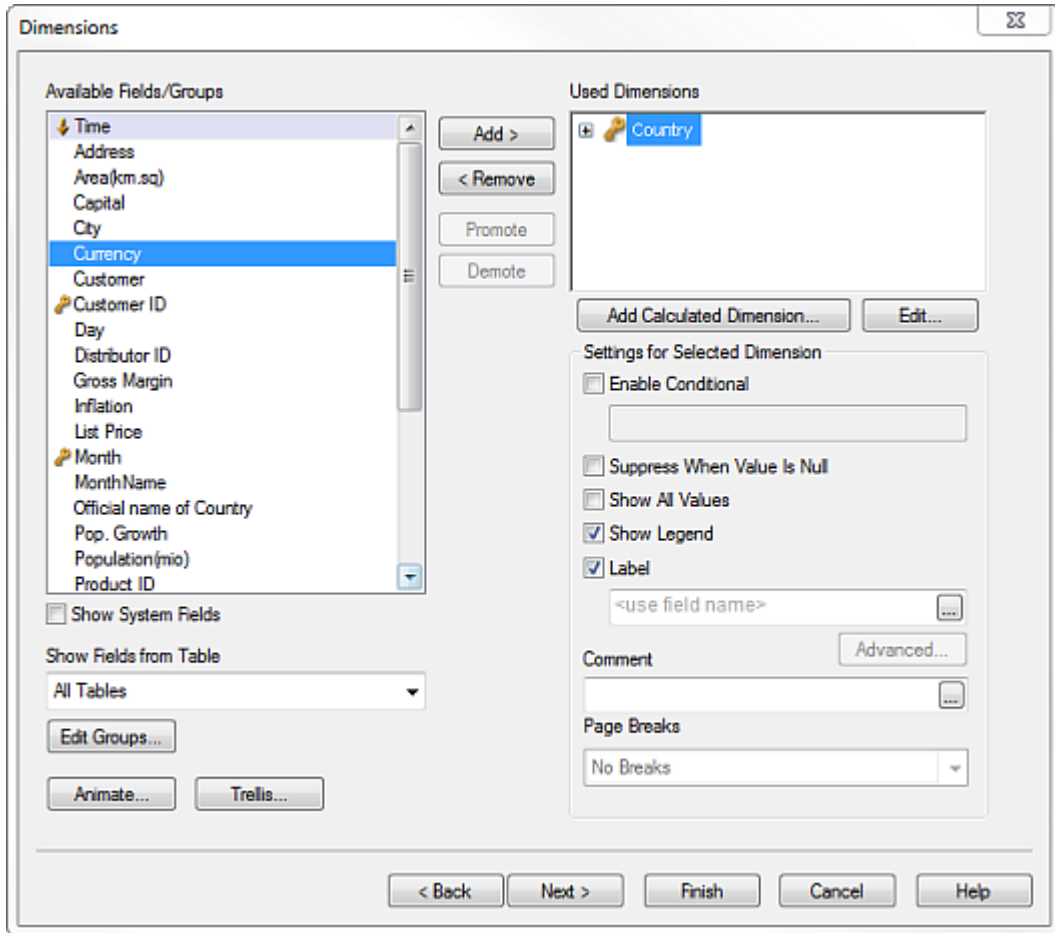 Dimensions
Available Fields/Groups
Time
Address
Area(km.sq)
Capital
City
Currency
Customer
Customer ID
Day
Distributor ID
Gross Margin
Inflation
List Price
Month
MonthName
Official name of Country
Pop. Growth
Population(mio)
Product ID
Show System Fields
Show Fields from Table
All Tables
Edit Groups...
Animate...
Trellis...
Add >
< Remove
Promote
Demote
Used Dimensions
Country
Add Calculated Dimension...
Edit...
Settings for Selected Dimension
Enable Conditional
Suppress When Value Is Null
Show All Values
Show Legend
Label
<use field name>
...
Advanced...
Comment
...
Page Breaks
No Breaks
< Back
Next >
Finish
Cancel
Help